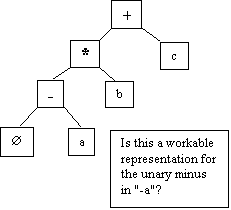 +
*
c
-
b
∅
a
Is this a workable
representation for
the unary minus
in "-a"?